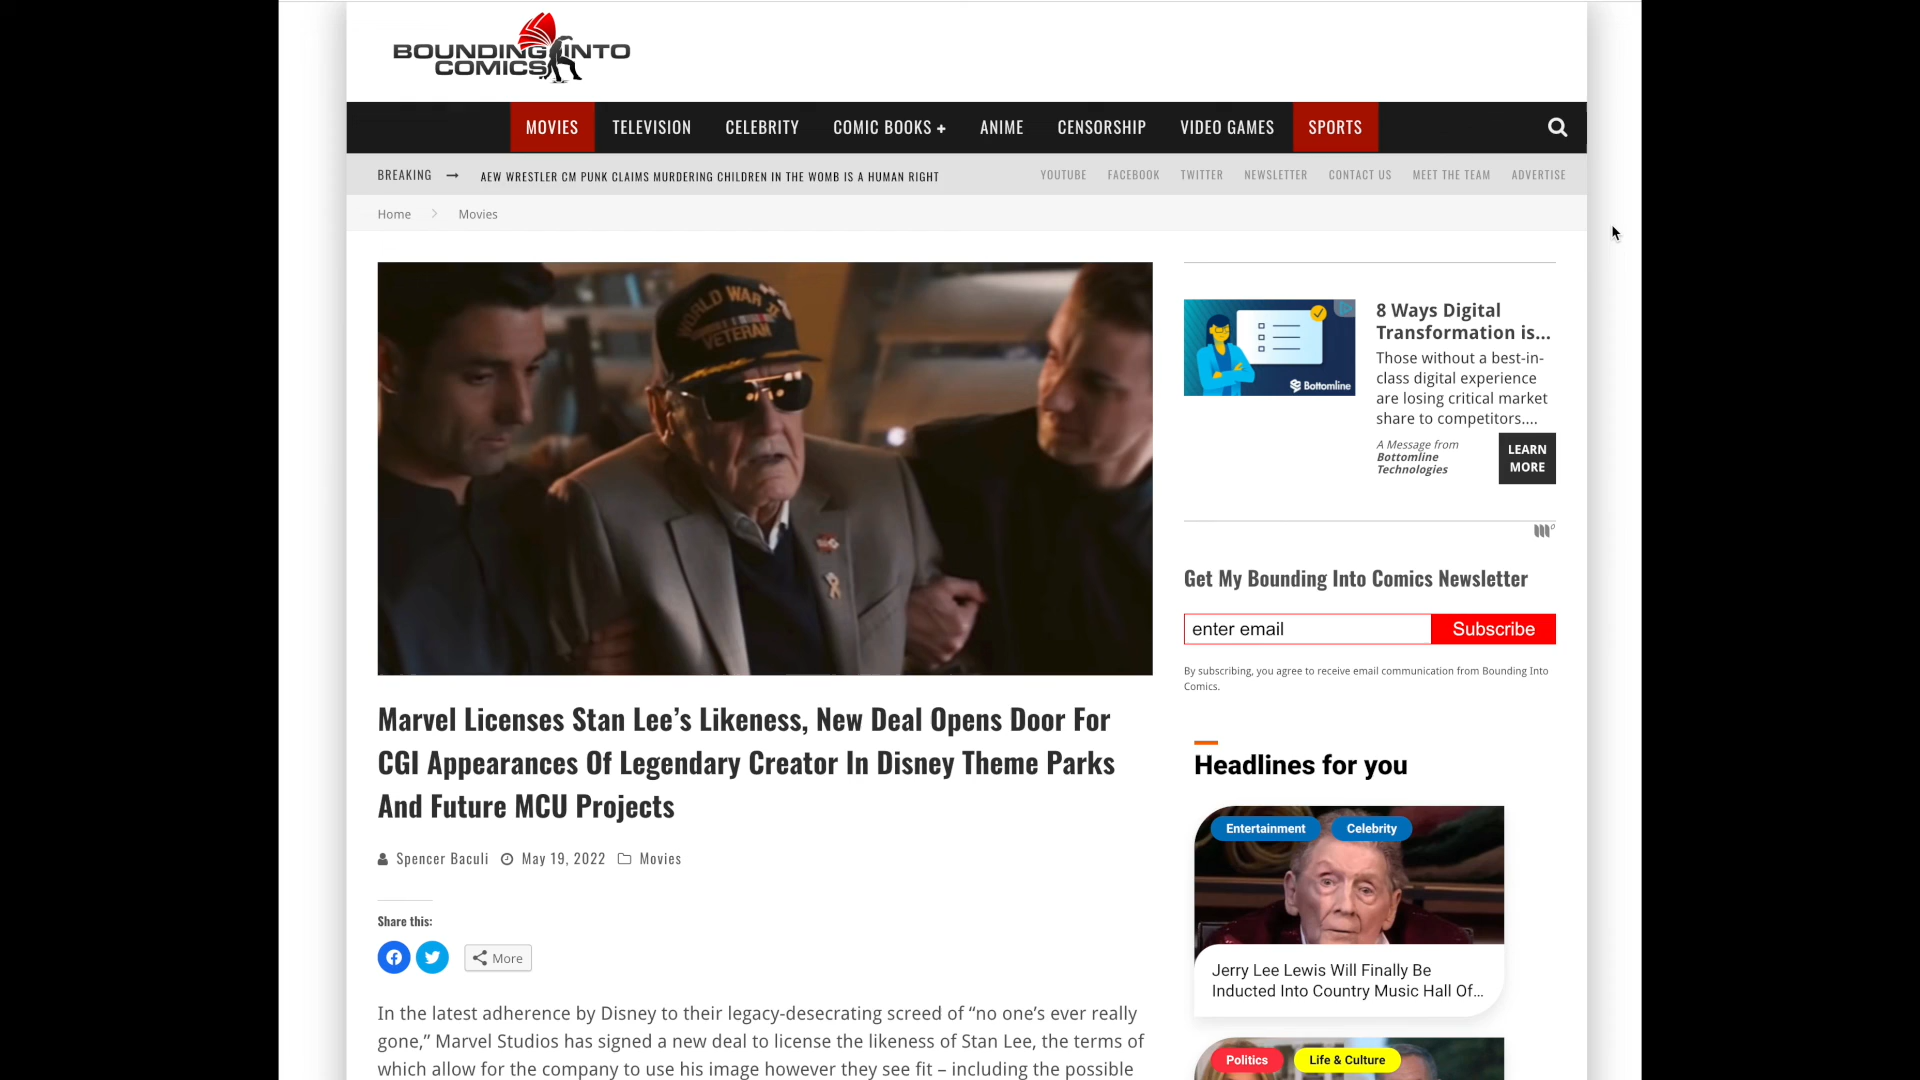 BOUNDING INTO
COMICS
MOVIES TELEVISION CELEBRITY COMIC BOOKS + ANIME CENSORSHIP VIDEO GAMES SPORTS
BREAKING → AEW WRESTLER CM PUNK CLAIMS MURDERING CHILDREN IN THE WOMB IS A HUMAN RIGHT YOUTUBE FACEBOOK TWITTER NEWSLETTER CONTACT US MEET THE TEAM ADVERTISE
Home > Movies
WORLD WAR II
VETERAN
Marvel Licenses Stan Lee’s Likeness, New Deal Opens Door For
CGI Appearances Of Legendary Creator In Disney Theme Parks
And Future MCU Projects
Spencer Baculi May 19, 2022 Movies
Share this:
More
In the latest adherence by Disney to their legacy-desecrating screed of “no one’s ever really
gone,” Marvel Studios has signed a new deal to license the likeness of Stan Lee, the terms of
which allow for the company to use his image however they see fit – including the possible
Bottomline
8 Ways Digital
Transformation is...
Those without a best-in-
class digital experience
are losing critical market
share to competitors....
A Message from
Bottomline
Technologies
LEARN
MORE
Get My Bounding Into Comics Newsletter
enter email Subscribe
By subscribing, you agree to receive email communication from Bounding Into
Comics.
Headlines for you
Entertainment Celebrity
Jerry Lee Lewis Will Finally Be
Inducted Into Country Music Hall Of...
Politics Life & Culture